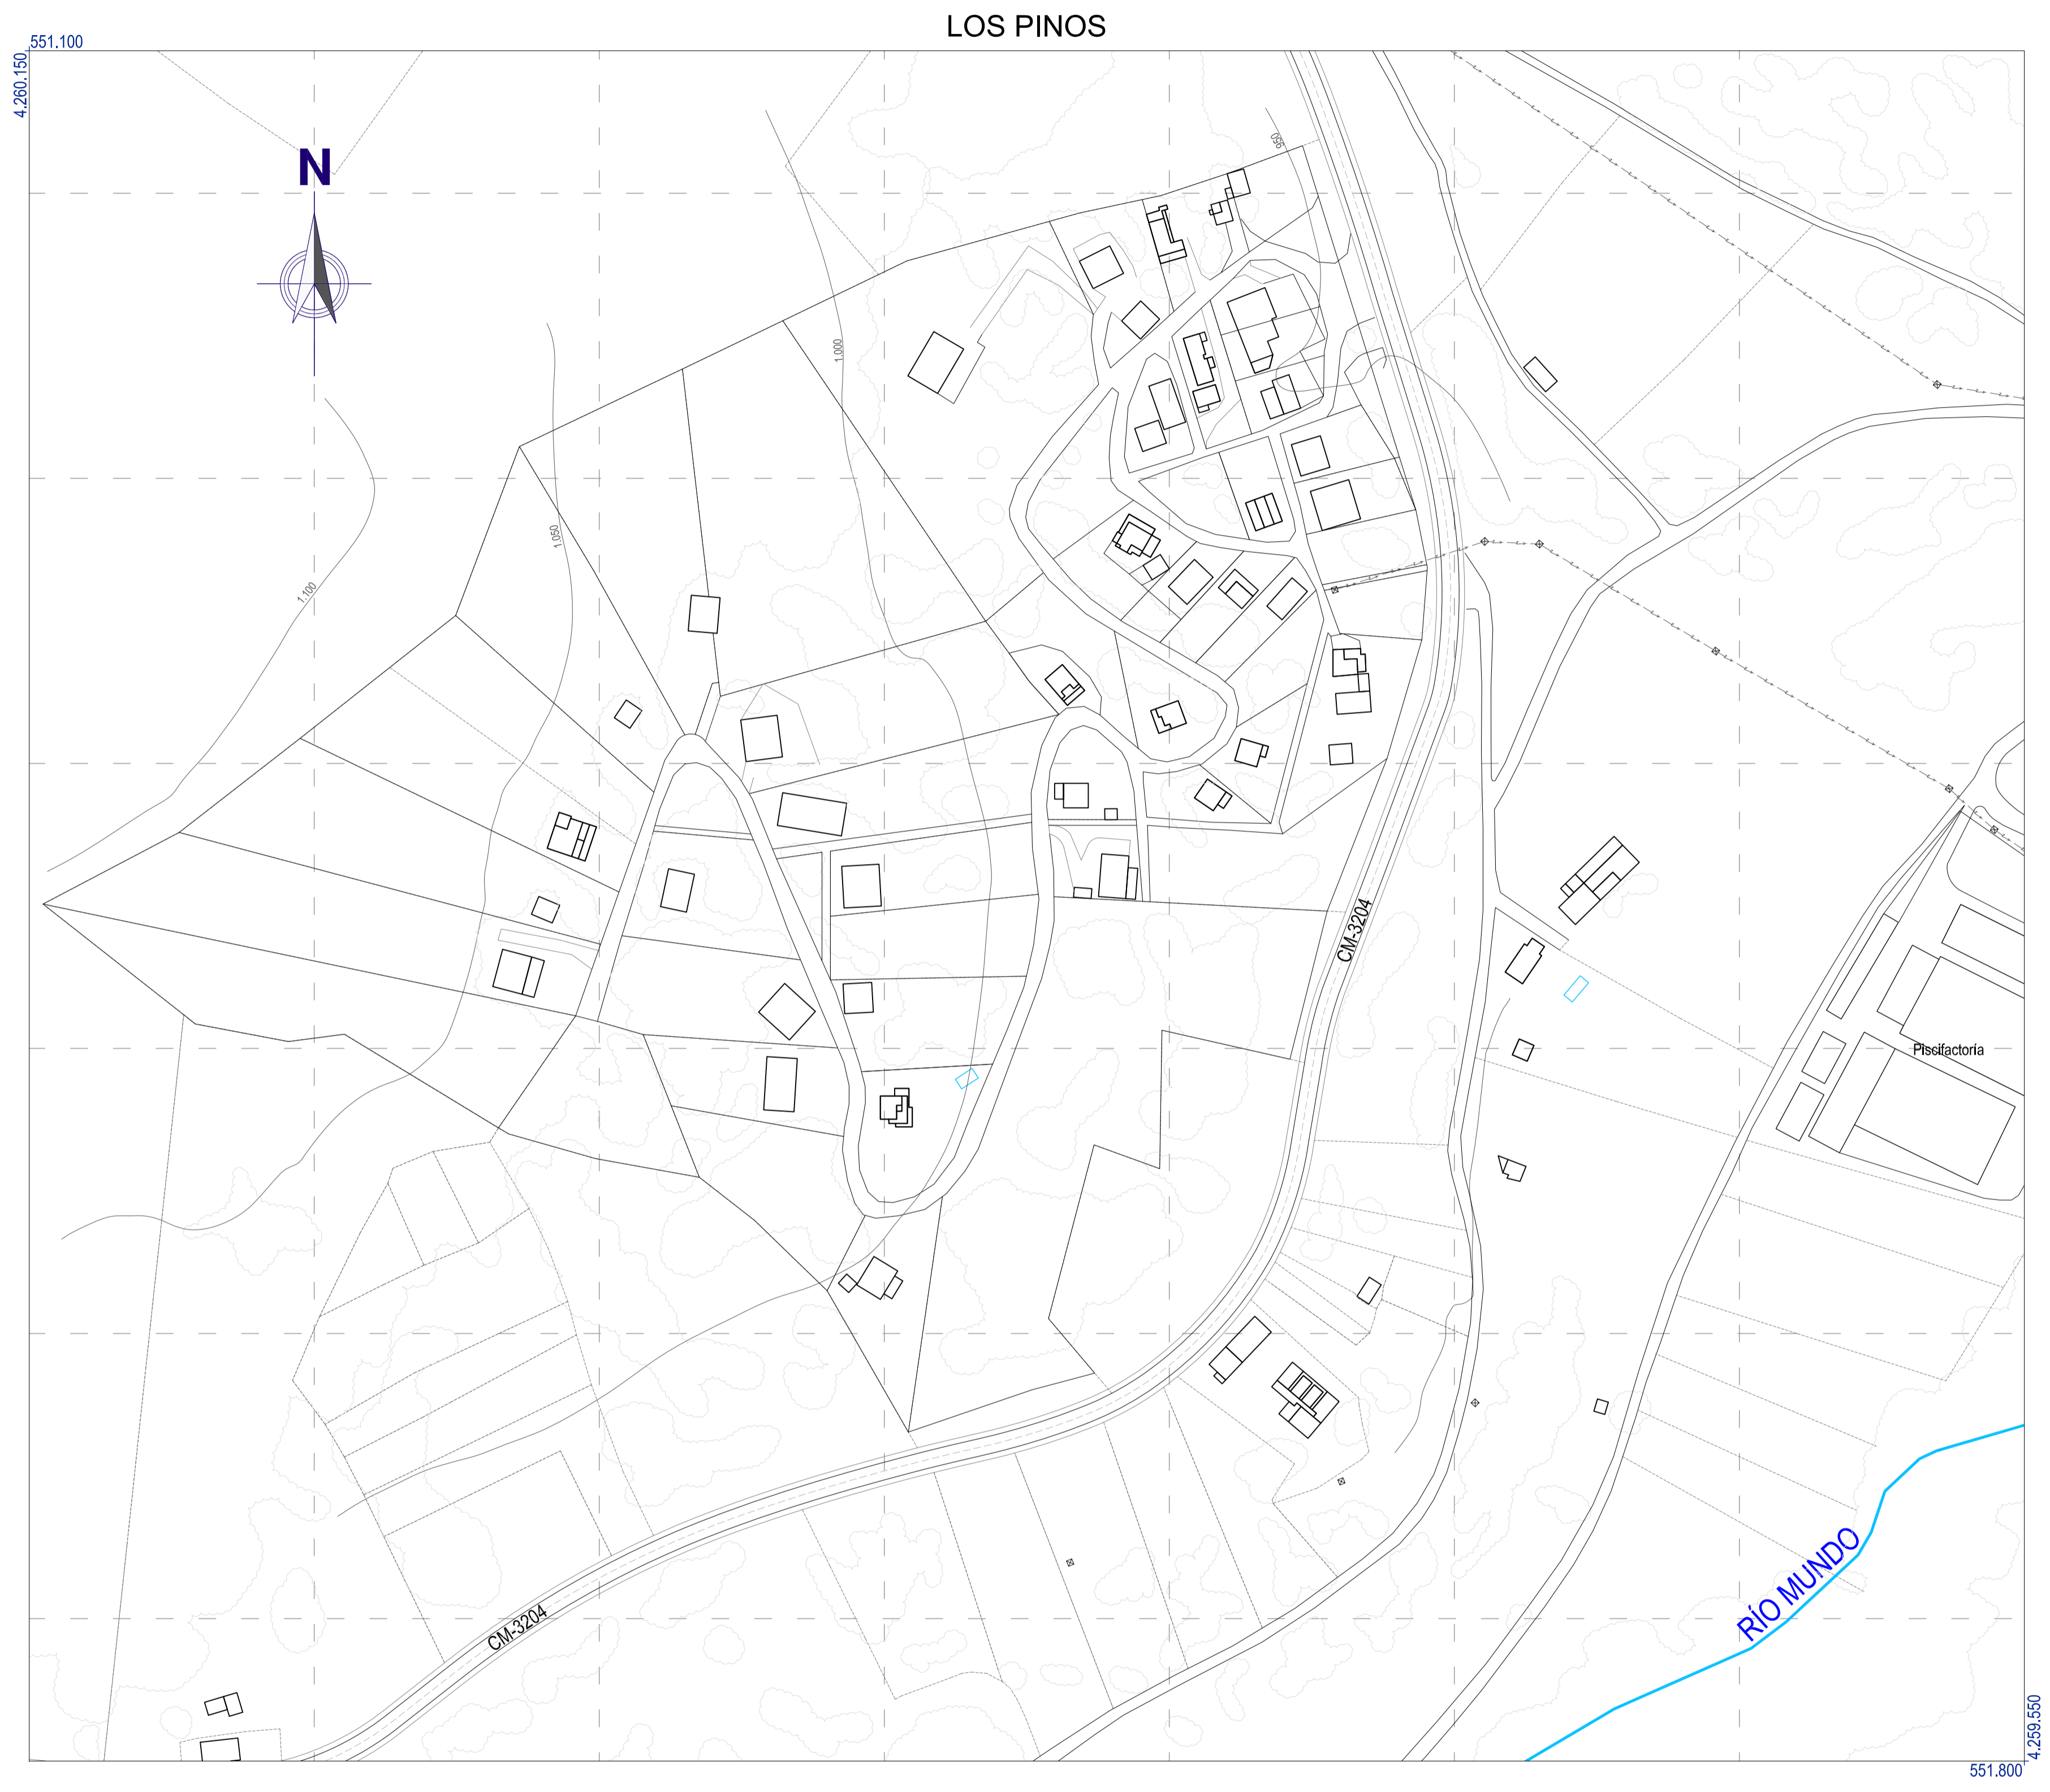 LOS PINOS
551.100
4.260.150
N
950
1.000
1.050
1.100
CM-3204
Piscifactoría
RÍO MUNDO
CM-3204
4.259.550
551.800